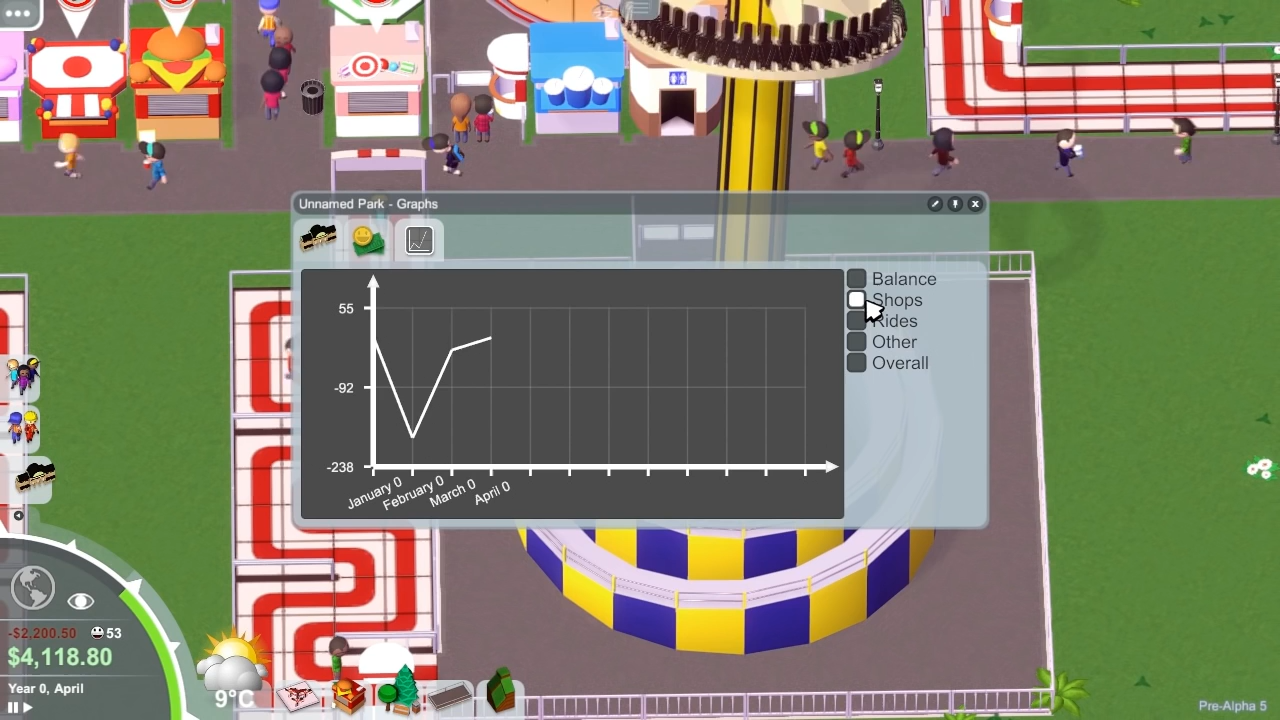 Unnamed Park - Graphs
Balance
Shops
Rides
Other
Overall
55
-92
-238
January 0
February 0
March 0
April 0
-$2,200.50
53
$4,118.80
Year 0, April
9°C
Pre-Alpha 5